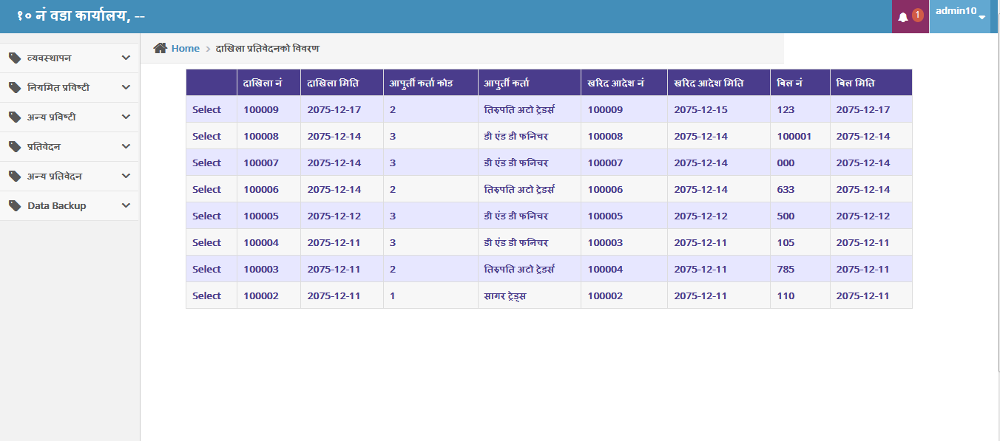 १० नं वडा कार्यालय, --
1
admin10
व्यवस्थापन
नियमित प्रविष्टी
अन्य प्रविष्टी
प्रतिवेदन
अन्य प्रतिवेदन
Data Backup
Home > दाखिला प्रतिवेदनको विवरण
दाखिला नं दाखिला मिति आपुर्ती कर्ता कोड आपुर्ती कर्ता खरिद आदेश नं खरिद आदेश मिति बिल नं बिल मिति
Select 100009 2075-12-17 2 तिरुपति अटो ट्रेडर्स 100009 2075-12-15 123 2075-12-17
Select 100008 2075-12-14 3 डी एंड डी फनिचर 100008 2075-12-14 100001 2075-12-14
Select 100007 2075-12-14 3 डी एंड डी फनिचर 100007 2075-12-14 000 2075-12-14
Select 100006 2075-12-14 2 तिरुपति अटो ट्रेडर्स 100006 2075-12-14 633 2075-12-14
Select 100005 2075-12-12 3 डी एंड डी फनिचर 100005 2075-12-12 500 2075-12-12
Select 100004 2075-12-11 3 डी एंड डी फनिचर 100003 2075-12-11 105 2075-12-11
Select 100003 2075-12-11 2 तिरुपति अटो ट्रेडर्स 100004 2075-12-11 785 2075-12-11
Select 100002 2075-12-11 1 सागर ट्रेड्स 100002 2075-12-11 110 2075-12-11